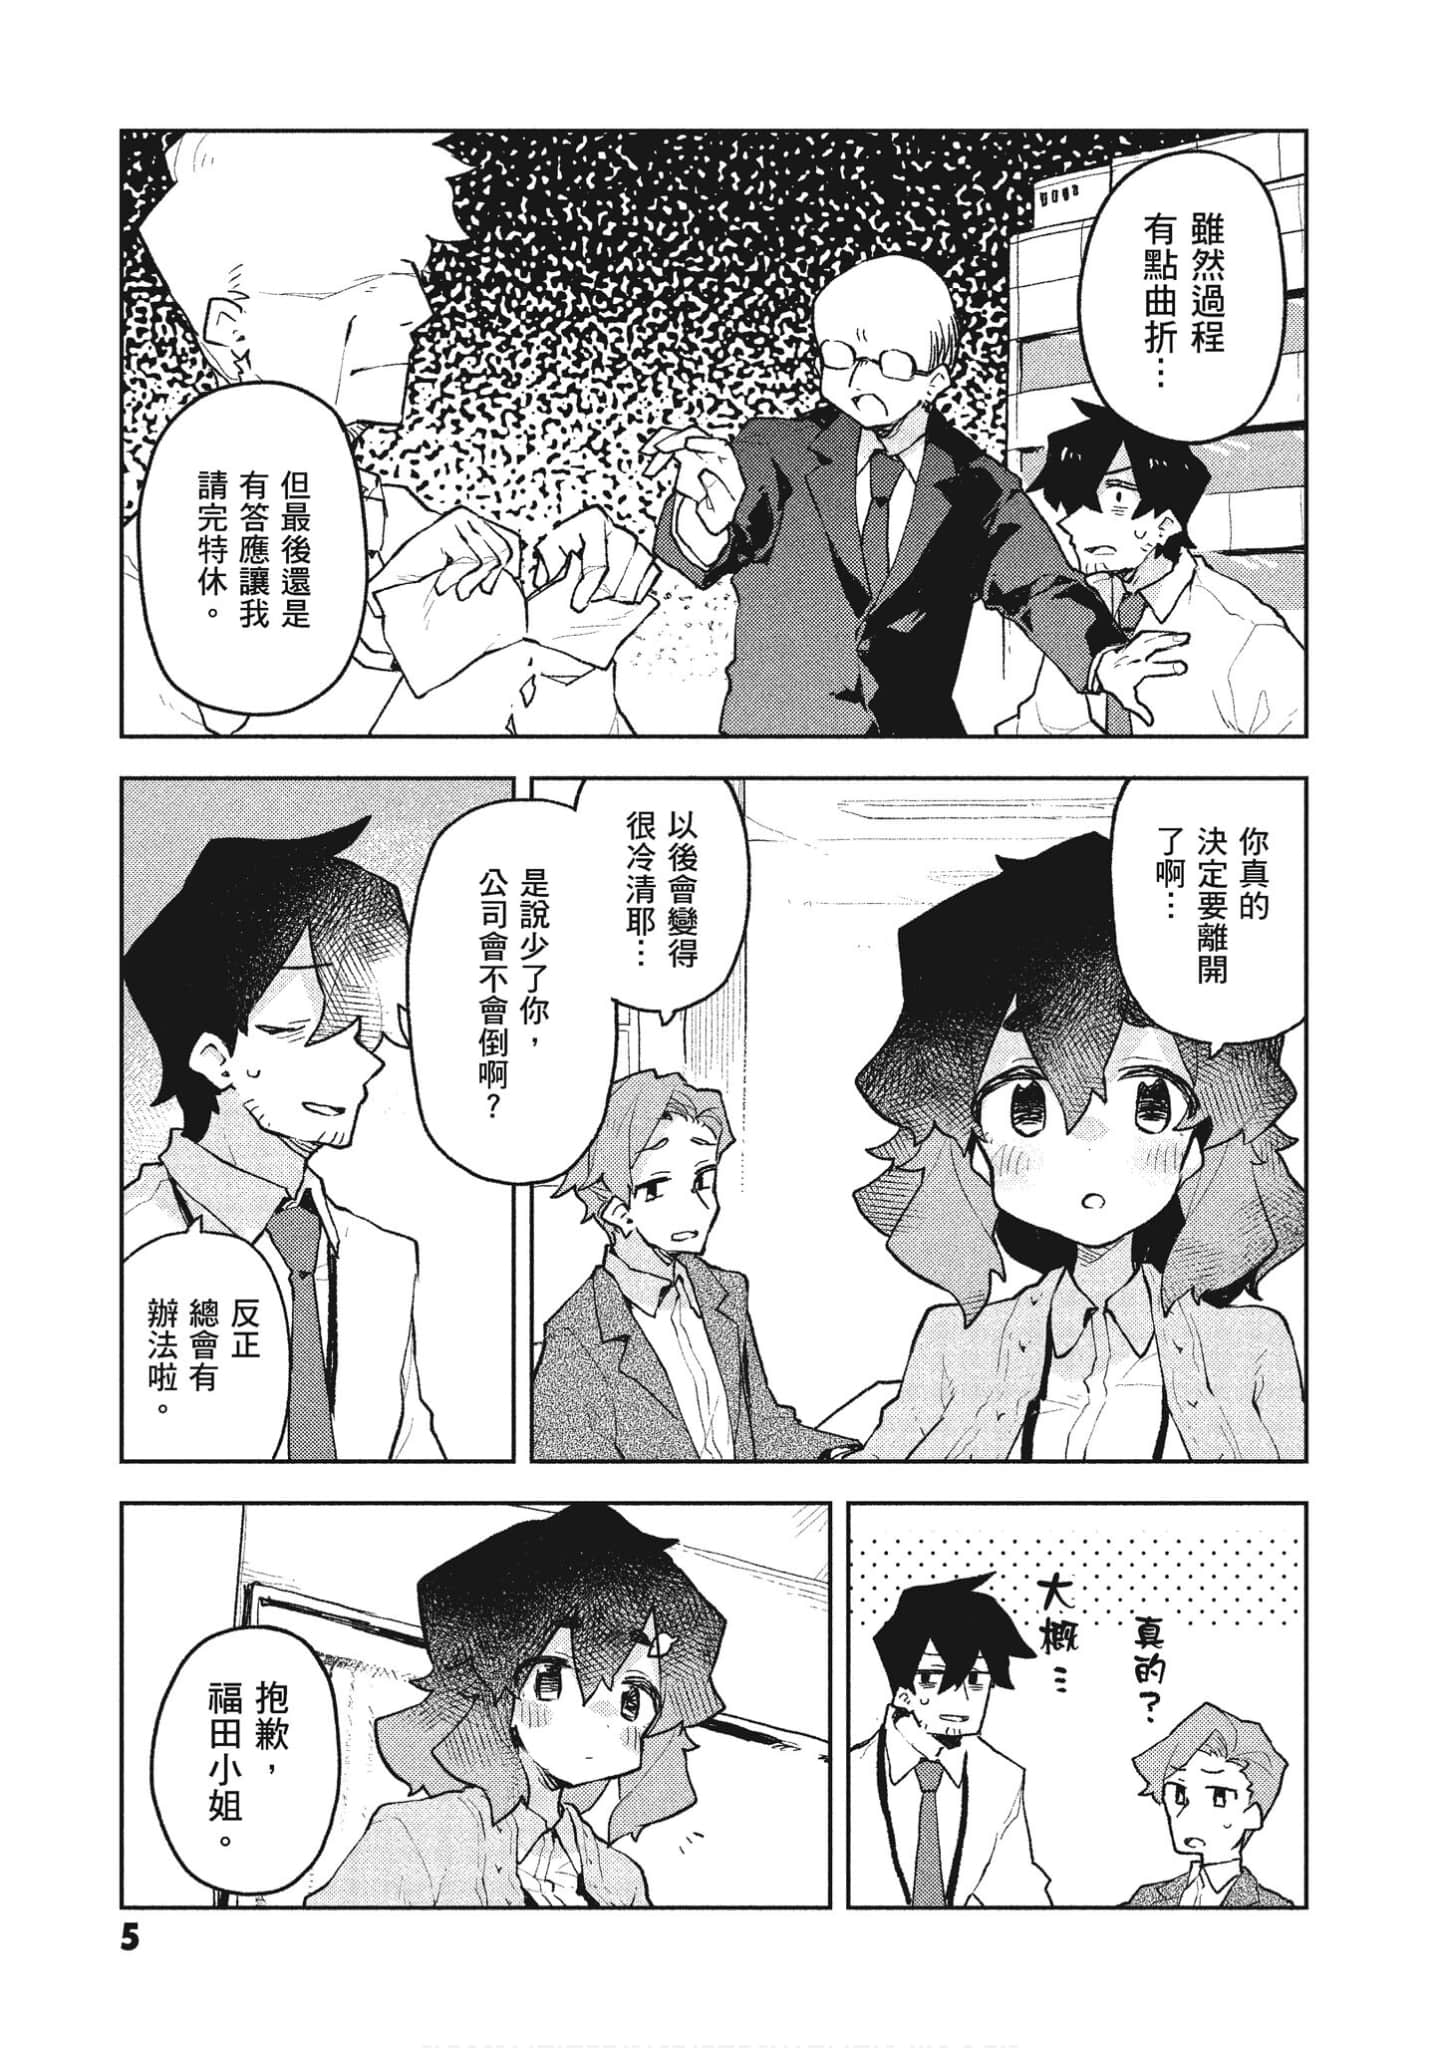 雖然過程
有點曲折…
但最後還是
有答應讓我
請完特休。
你真的
決定要離開
了啊…
以後會變得
很冷清耶…
是說少了你，
公司會不會倒啊？
反正
總會有
辦法啦。
真的？
大概…
抱歉，
福田小姐。
5